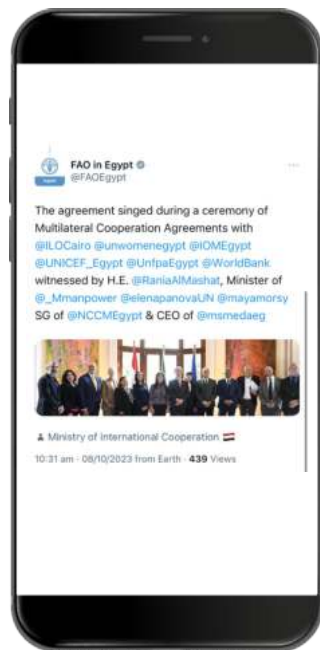 FAO in Egypt
@FAOEgypt
The agreement singed during a ceremony of
Multilateral Cooperation Agreements with
@ILOCairo @unwomenegypt @IOMEgypt
@UNICEF_Egypt @UnfpaEgypt @WorldBank
witnessed by H.E. @RaniaAlMashat, Minister of
@_Mmanpower @elenapanovaUN @mayamorsy
SG of @NCCMEgypt & CEO of @msmedaeg
Ministry of International Cooperation
10:31 am · 08/10/2023 from Earth · 439 Views